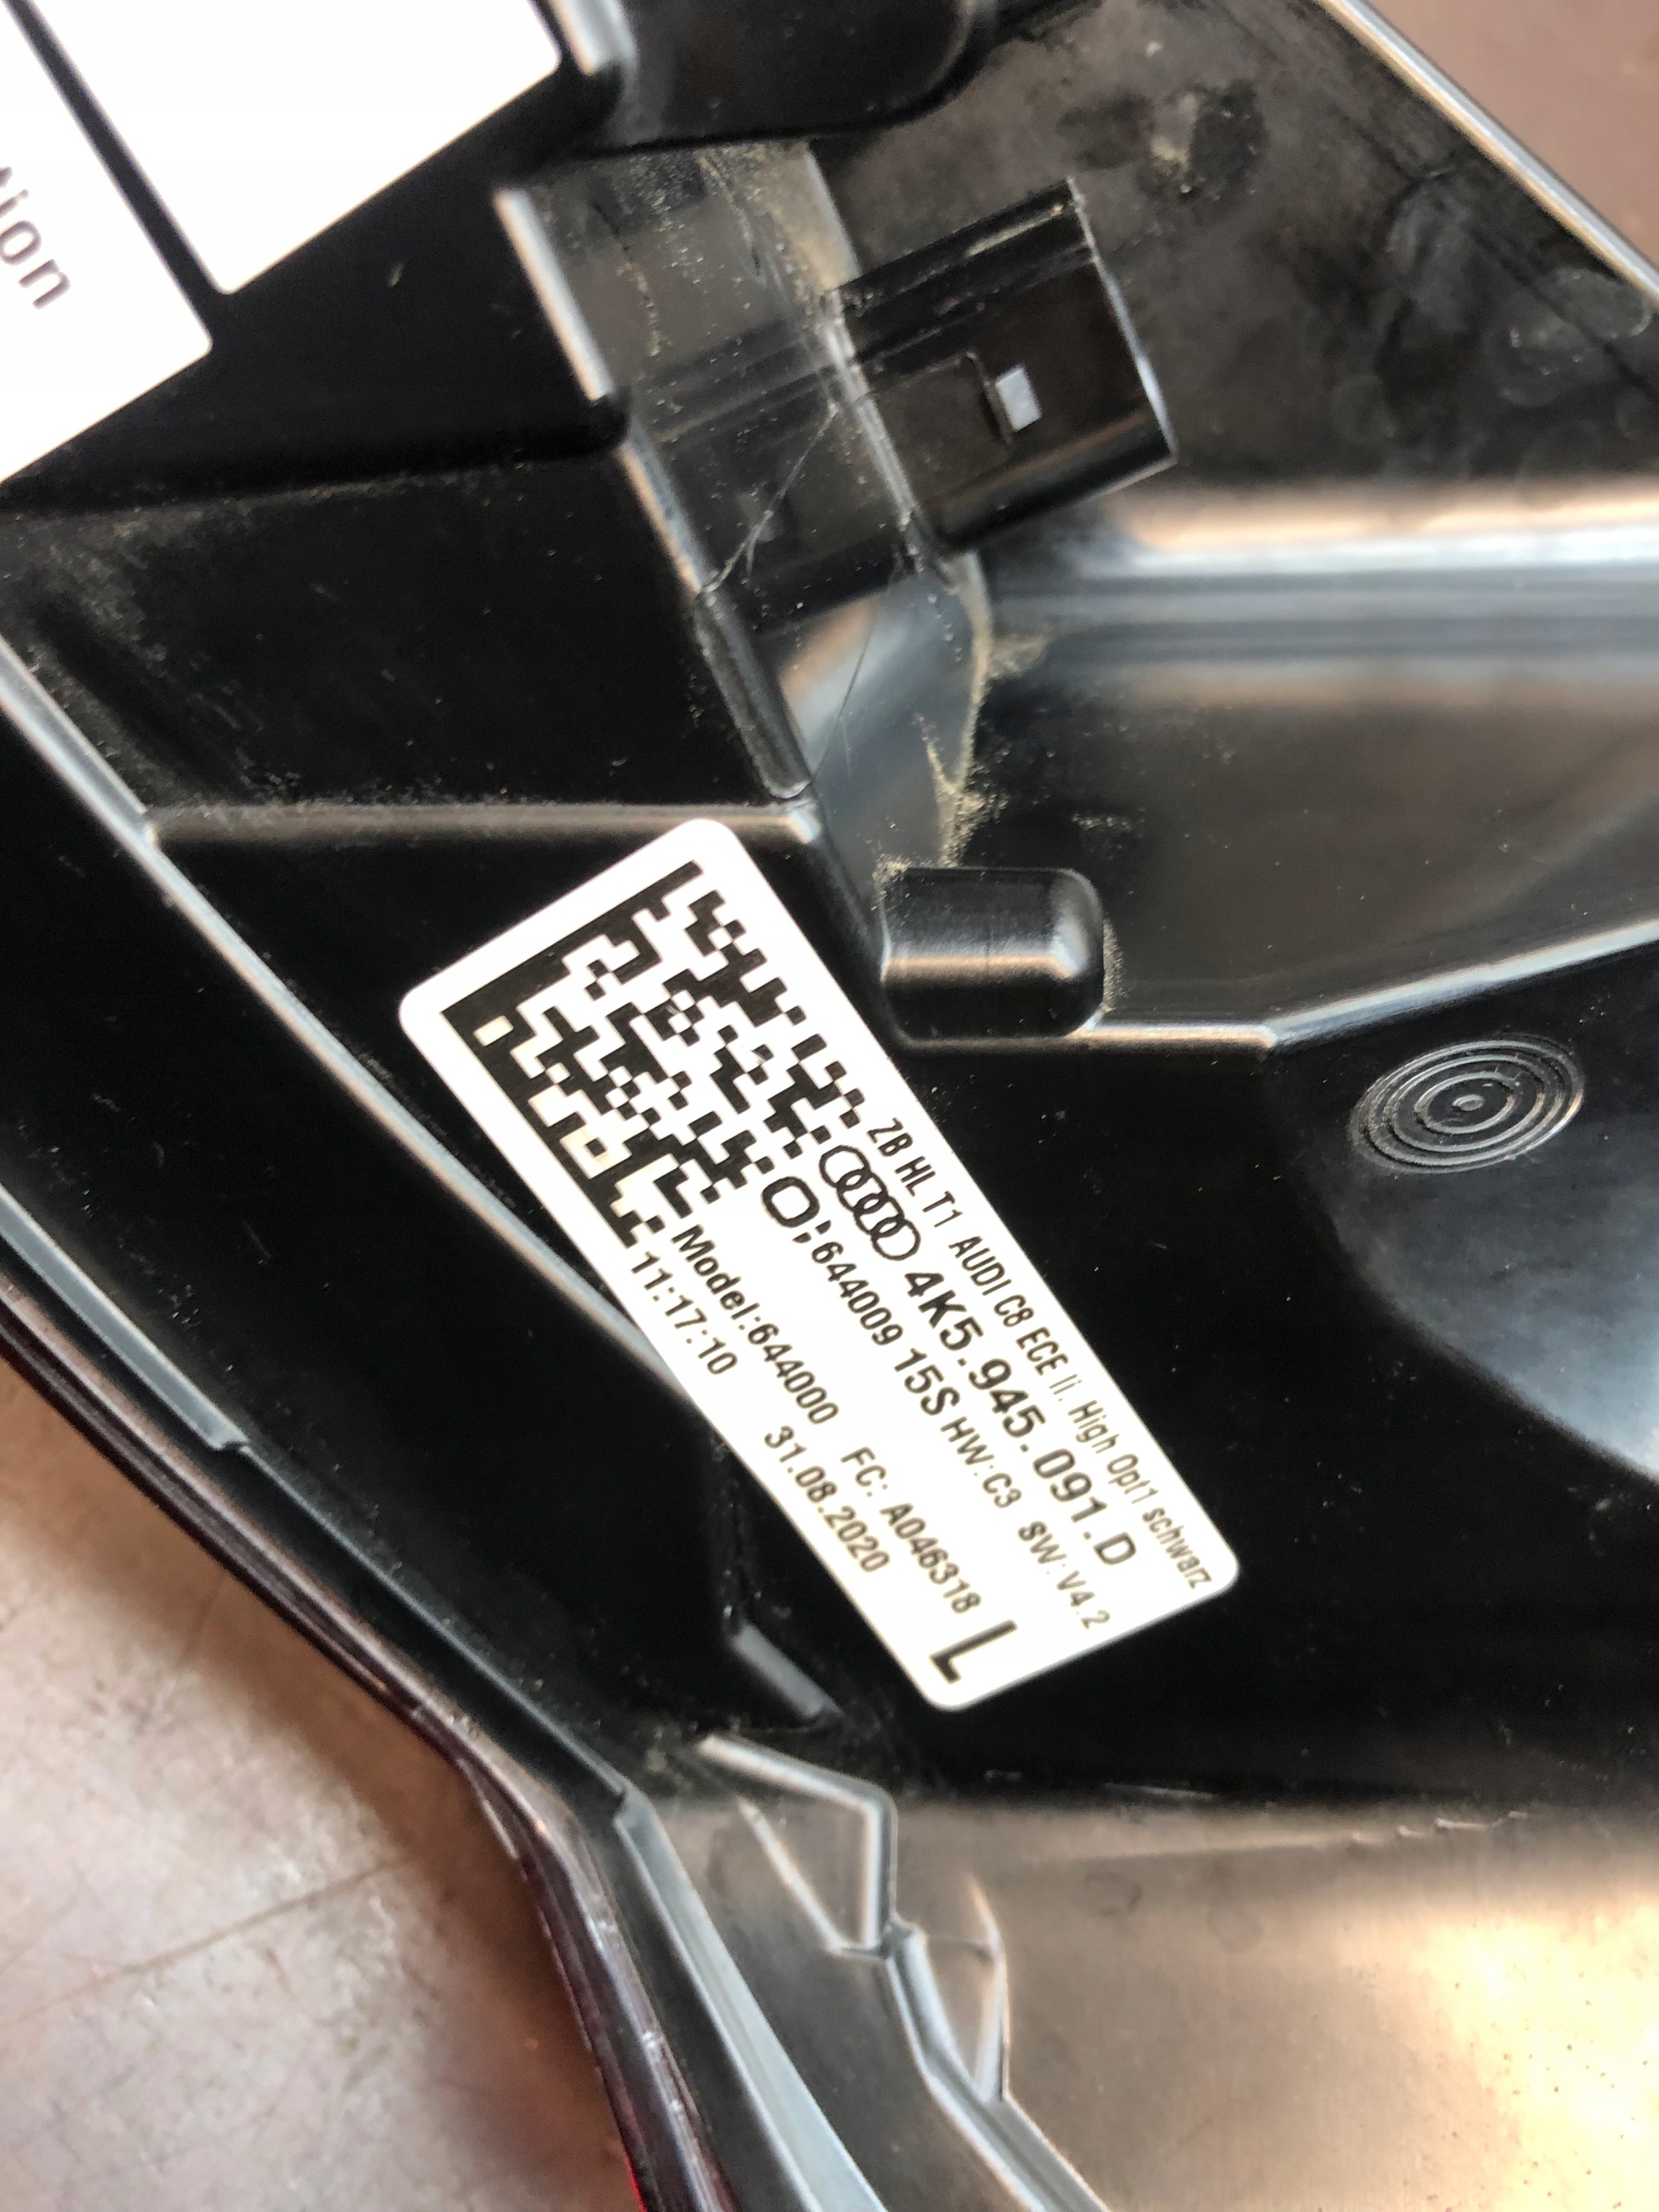 tion
ZB HL T1 AUDI C8 ECE li. High Opt1 schwarz
4K5.945.091.D
O; 644009 15S HW:C3 SW:V4.2
Model:644000 FC: A046318
11:17:10 31.08.2020
L